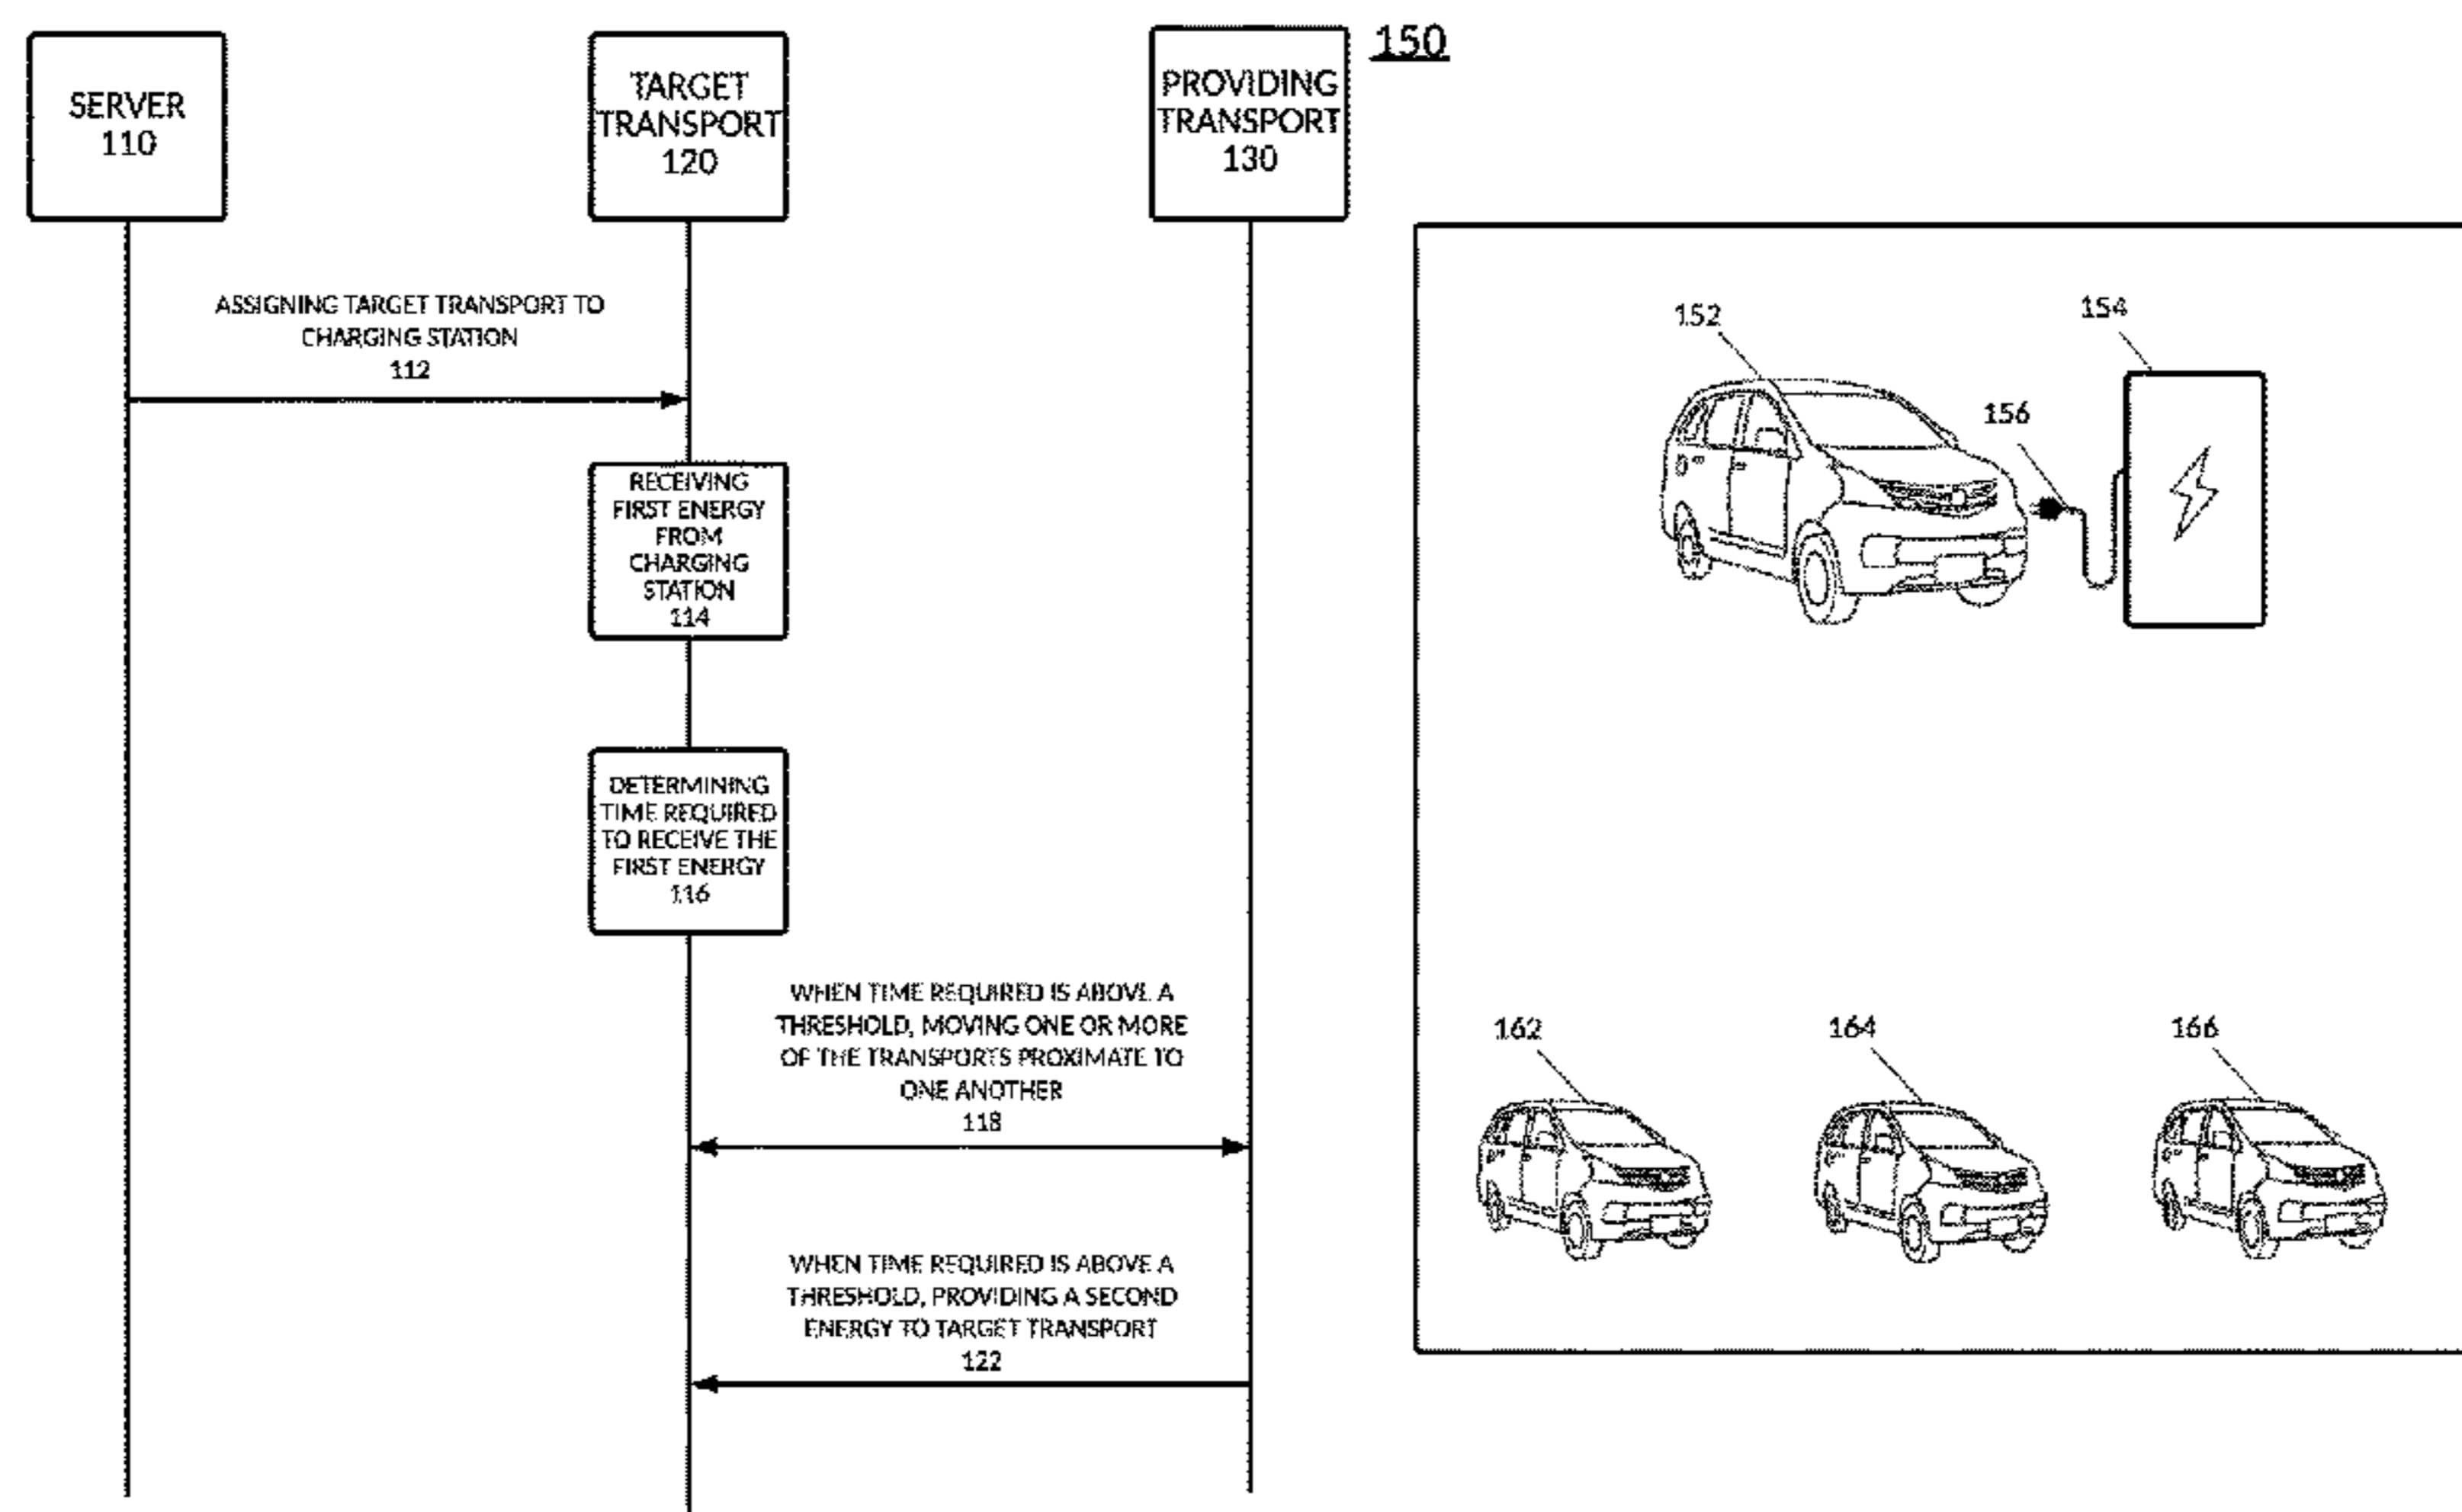 SERVER
110
TARGET
TRANSPORT
120
PROVIDING
TRANSPORT
130
150
ASSIGNING TARGET TRANSPORT TO
CHARGING STATION
112
RECEIVING
FIRST ENERGY
FROM
CHARGING
STATION
114
DETERMINING
TIME REQUIRED
TO RECEIVE THE
FIRST ENERGY
116
WHEN TIME REQUIRED IS ABOVE A
THRESHOLD, MOVING ONE OR MORE
OF THE TRANSPORTS PROXIMATE TO
ONE ANOTHER
118
WHEN TIME REQUIRED IS ABOVE A
THRESHOLD, PROVIDING A SECOND
ENERGY TO TARGET TRANSPORT
122
152
154
156
162
164
166